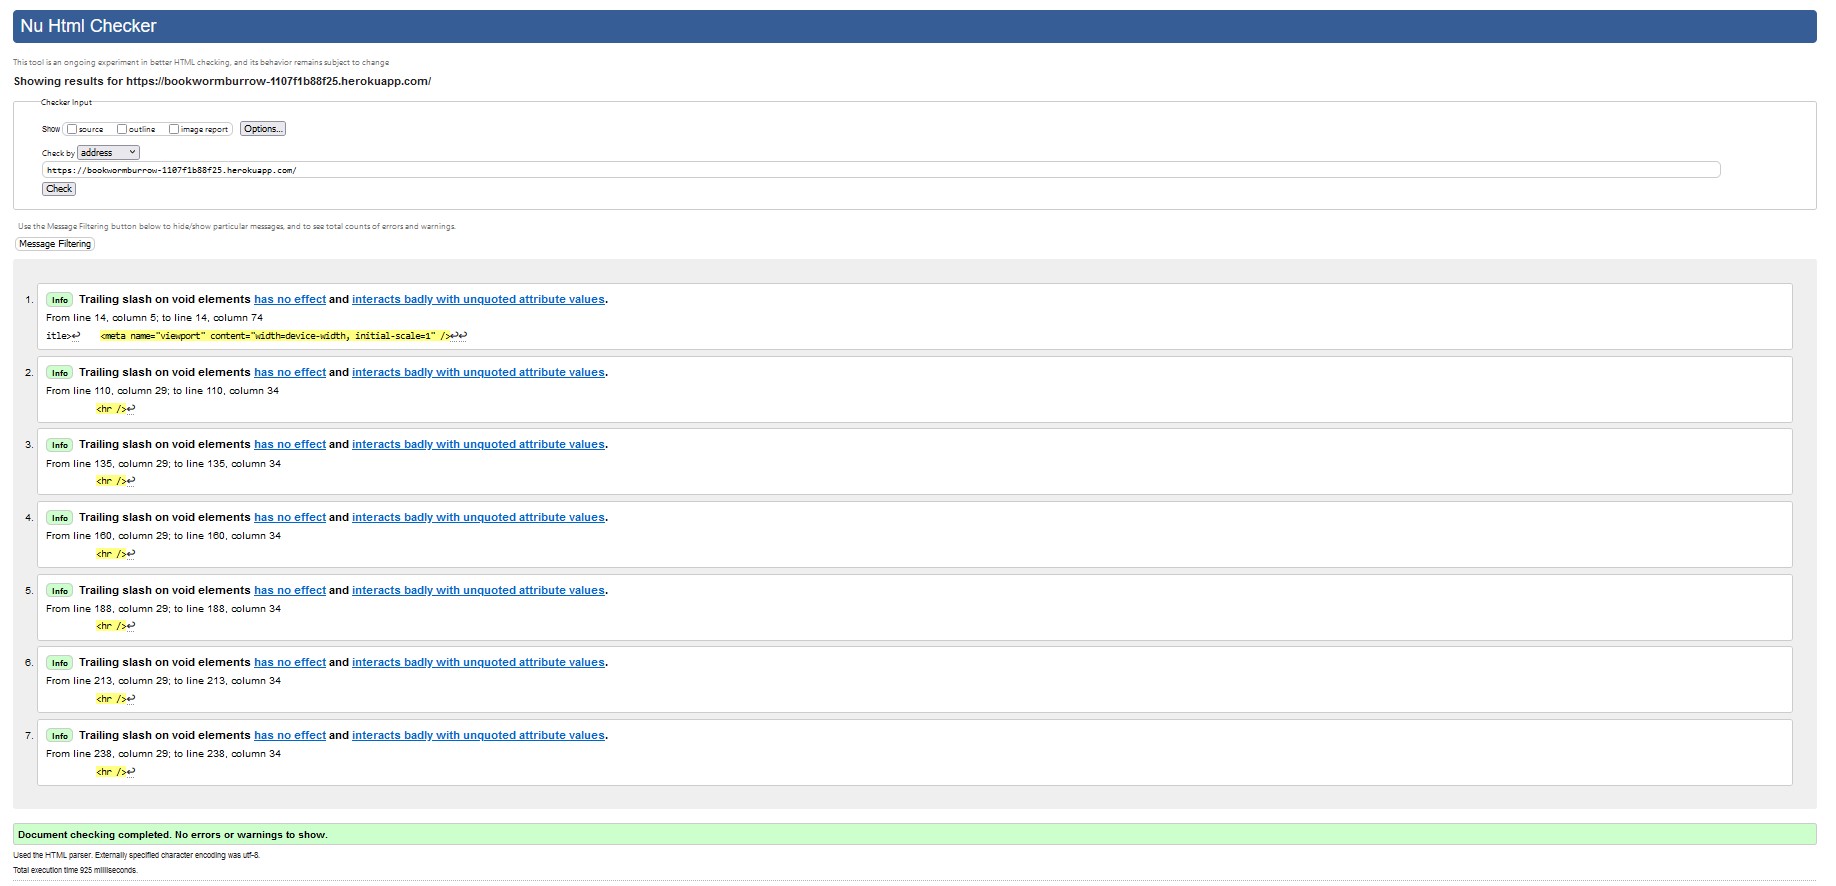 Nu Html Checker
This tool is an ongoing experiment in better HTML checking, and its behavior remains subject to change
Showing results for https://bookwormburrow-1107f1b88f25.herokuapp.com/
Checker Input
Show source outline image report Options...
Check by address
https://bookwormburrow-1107f1b88f25.herokuapp.com/
Check
Use the Message Filtering button below to hide/show particular messages, and to see total counts of errors and warnings.
Message Filtering
1. Info Trailing slash on void elements has no effect and interacts badly with unquoted attribute values.
From line 14, column 5; to line 14, column 74
itle>↩ <meta name="viewport" content="width=device-width, initial-scale=1" />↩↩
2. Info Trailing slash on void elements has no effect and interacts badly with unquoted attribute values.
From line 110, column 29; to line 110, column 34
<hr />↩
3. Info Trailing slash on void elements has no effect and interacts badly with unquoted attribute values.
From line 135, column 29; to line 135, column 34
<hr />↩
4. Info Trailing slash on void elements has no effect and interacts badly with unquoted attribute values.
From line 160, column 29; to line 160, column 34
<hr />↩
5. Info Trailing slash on void elements has no effect and interacts badly with unquoted attribute values.
From line 188, column 29; to line 188, column 34
<hr />↩
6. Info Trailing slash on void elements has no effect and interacts badly with unquoted attribute values.
From line 213, column 29; to line 213, column 34
<hr />↩
7. Info Trailing slash on void elements has no effect and interacts badly with unquoted attribute values.
From line 238, column 29; to line 238, column 34
<hr />↩
Document checking completed. No errors or warnings to show.
Used the HTML parser. Externally specified character encoding was utf-8.
Total execution time 925 milliseconds.